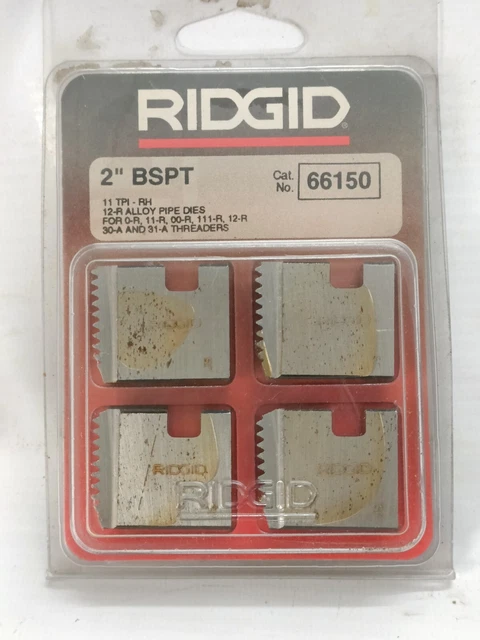 RIDGID
2" BSPT
Cat. No. 66150
11 TPI - RH
12-R ALLOY PIPE DIES
FOR 0-R, 11-R, 00-R, 111-R, 12-R
30-A AND 31-A THREADERS
RIDGID
RIDGID
RIDGID
RIDGID